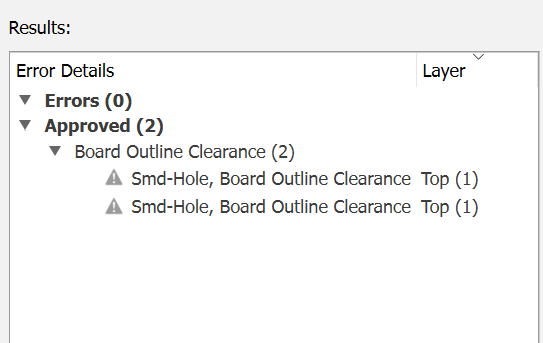 Results:
Error Details Layer
Errors (0)
Approved (2)
Board Outline Clearance (2)
Smd-Hole, Board Outline Clearance Top (1)
Smd-Hole, Board Outline Clearance Top (1)